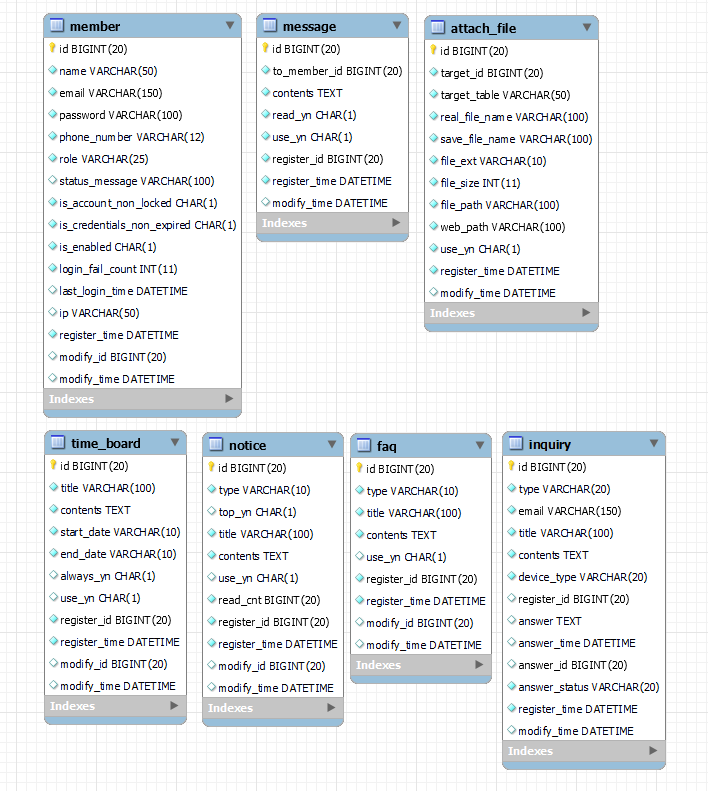 member
id BIGINT(20)
name VARCHAR(50)
email VARCHAR(150)
password VARCHAR(100)
phone_number VARCHAR(12)
role VARCHAR(25)
status_message VARCHAR(100)
is_account_non_locked CHAR(1)
is_credentials_non_expired CHAR(1)
is_enabled CHAR(1)
login_fail_count INT(11)
last_login_time DATETIME
ip VARCHAR(50)
register_time DATETIME
modify_id BIGINT(20)
modify_time DATETIME
Indexes
message
id BIGINT(20)
to_member_id BIGINT(20)
contents TEXT
read_yn CHAR(1)
use_yn CHAR(1)
register_id BIGINT(20)
register_time DATETIME
modify_time DATETIME
Indexes
attach_file
id BIGINT(20)
target_id BIGINT(20)
target_table VARCHAR(50)
real_file_name VARCHAR(100)
save_file_name VARCHAR(100)
file_ext VARCHAR(10)
file_size INT(11)
file_path VARCHAR(100)
web_path VARCHAR(100)
use_yn CHAR(1)
register_time DATETIME
modify_time DATETIME
Indexes
time_board
id BIGINT(20)
title VARCHAR(100)
contents TEXT
start_date VARCHAR(10)
end_date VARCHAR(10)
always_yn CHAR(1)
use_yn CHAR(1)
register_id BIGINT(20)
register_time DATETIME
modify_id BIGINT(20)
modify_time DATETIME
Indexes
notice
id BIGINT(20)
type VARCHAR(10)
top_yn CHAR(1)
title VARCHAR(100)
contents TEXT
use_yn CHAR(1)
read_cnt BIGINT(20)
register_id BIGINT(20)
register_time DATETIME
modify_id BIGINT(20)
modify_time DATETIME
Indexes
faq
id BIGINT(20)
type VARCHAR(10)
title VARCHAR(100)
contents TEXT
use_yn CHAR(1)
register_id BIGINT(20)
register_time DATETIME
modify_id BIGINT(20)
modify_time DATETIME
Indexes
inquiry
id BIGINT(20)
type VARCHAR(20)
email VARCHAR(150)
title VARCHAR(100)
contents TEXT
device_type VARCHAR(20)
register_id BIGINT(20)
answer TEXT
answer_time DATETIME
answer_id BIGINT(20)
answer_status VARCHAR(20)
register_time DATETIME
modify_time DATETIME
Indexes